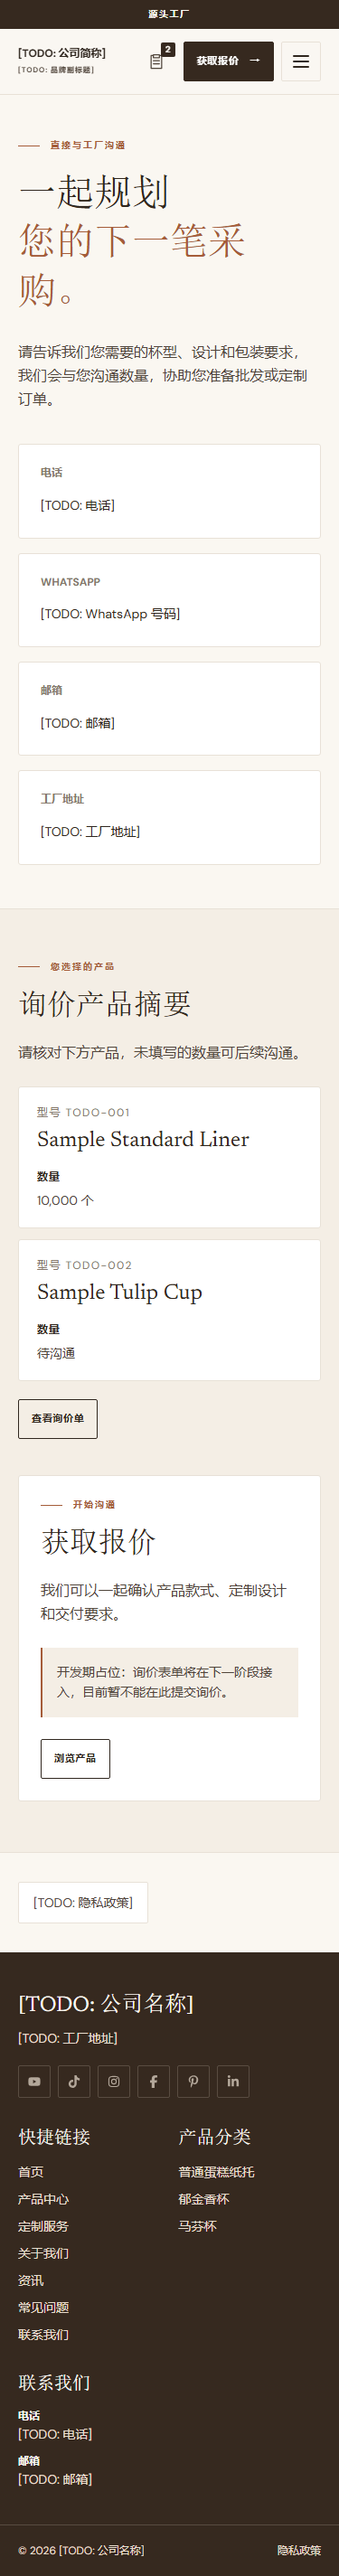 源头工厂
[TODO: 公司简称]
[TODO: 品牌副标题]
2
获取报价 →
直接与工厂沟通
一起规划
您的下一笔采
购。
请告诉我们您需要的杯型、设计和包装要求，
我们会与您沟通数量，协助您准备批发或定制
订单。
电话
[TODO: 电话]
WHATSAPP
[TODO: WhatsApp 号码]
邮箱
[TODO: 邮箱]
工厂地址
[TODO: 工厂地址]
您选择的产品
询价产品摘要
请核对下方产品，未填写的数量可后续沟通。
型号 TODO-001
Sample Standard Liner
数量
10,000 个
型号 TODO-002
Sample Tulip Cup
数量
待沟通
查看询价单
开始沟通
获取报价
我们可以一起确认产品款式、定制设计
和交付要求。
开发期占位：询价表单将在下一阶段接
入，目前暂不能在此提交询价。
浏览产品
[TODO: 隐私政策]
[TODO: 公司名称]
[TODO: 工厂地址]
快捷链接
首页
产品中心
定制服务
关于我们
资讯
常见问题
联系我们
产品分类
普通蛋糕纸托
郁金香杯
马芬杯
联系我们
电话
[TODO: 电话]
邮箱
[TODO: 邮箱]
© 2026 [TODO: 公司名称]
隐私政策